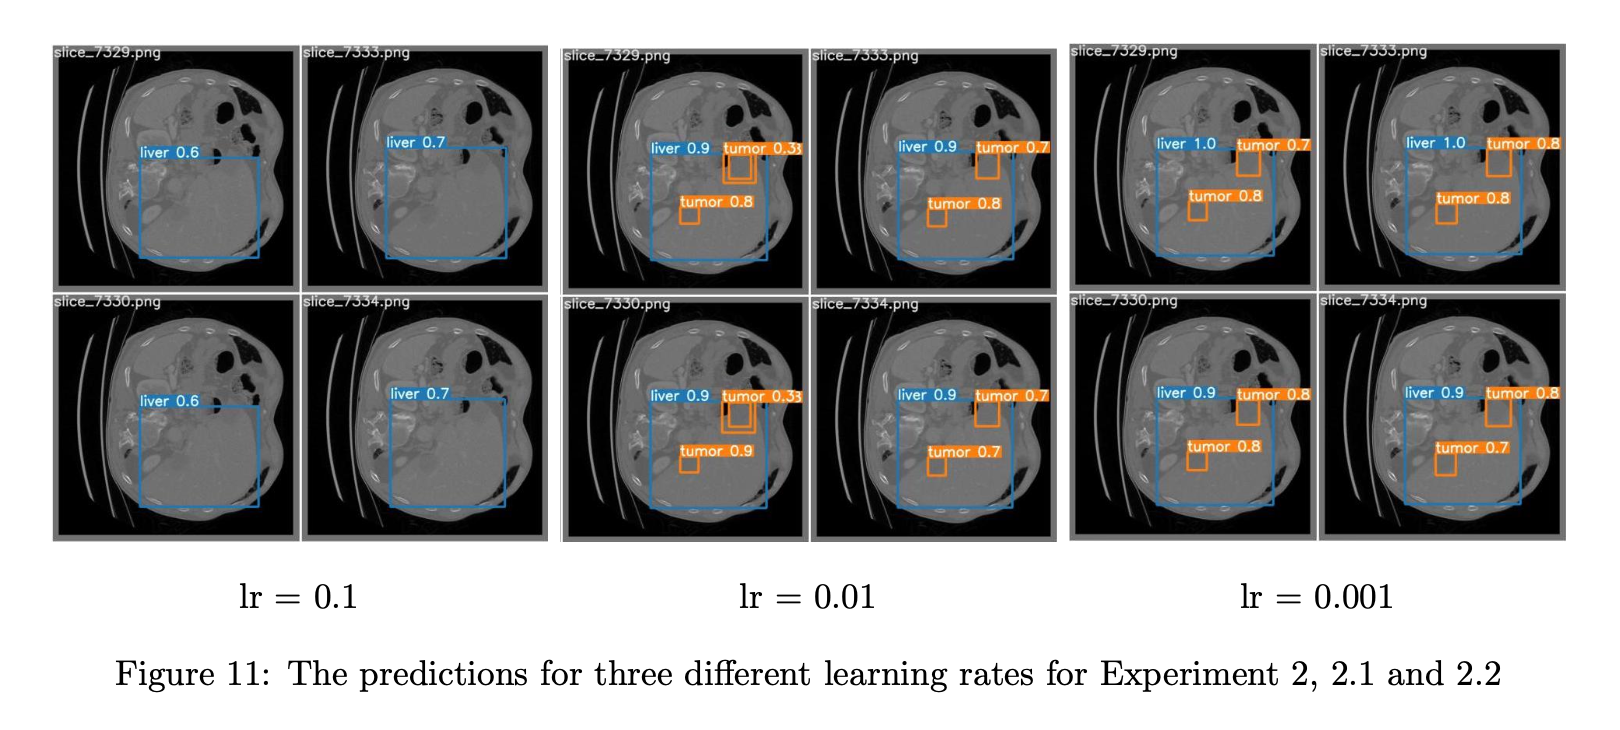 slice_7329.png
liver 0.6
slice_7333.png
liver 0.7
slice_7330.png
liver 0.6
slice_7334.png
liver 0.7
slice_7329.png
liver 0.9
tumor 0.3
tumor 0.8
slice_7333.png
liver 0.9
tumor 0.7
tumor 0.8
slice_7330.png
liver 0.9
tumor 0.3
tumor 0.9
slice_7334.png
liver 0.9
tumor 0.7
tumor 0.7
slice_7329.png
liver 1.0
tumor 0.7
tumor 0.8
slice_7333.png
liver 1.0
tumor 0.8
tumor 0.8
slice_7330.png
liver 0.9
tumor 0.8
tumor 0.8
slice_7334.png
liver 0.9
tumor 0.8
tumor 0.7
lr = 0.1
lr = 0.01
lr = 0.001
Figure 11: The predictions for three different learning rates for Experiment 2, 2.1 and 2.2